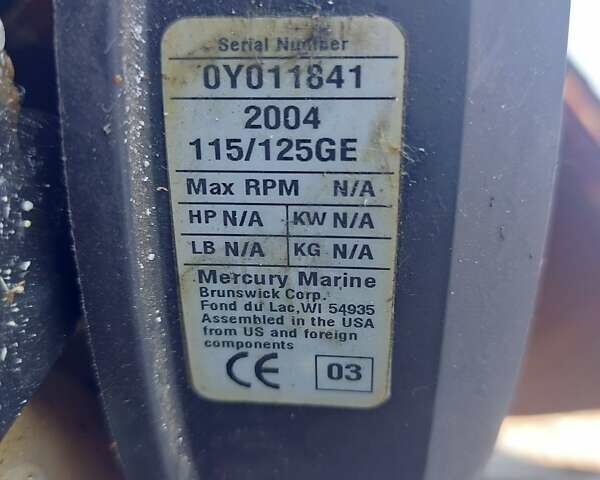 Serial Number
0Y011841
2004
115/125GE
Max RPM N/A
HP N/A KW N/A
LB N/A KG N/A
Mercury Marine
Brunswick Corp.
Fond du Lac,WI 54935
Assembled in the USA
from US and foreign
components
CE 03